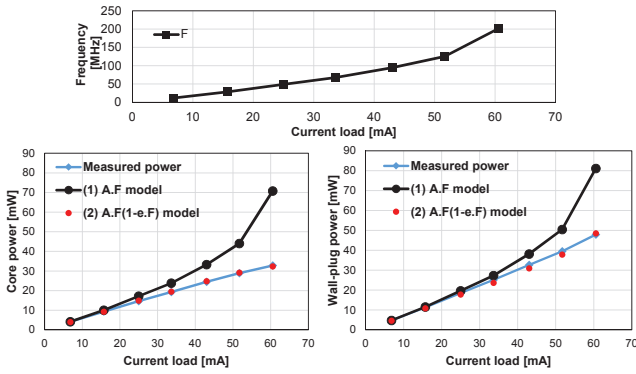 Frequency
[MHz]
250
200
150
100
50
0
F
0 10 20 30 40 50 60 70
Current load [mA]
Core power [mW]
90
80
70
60
50
40
30
20
10
0
Measured power
(1) A.F model
(2) A.F(1-e.F) model
0 10 20 30 40 50 60 70
Current load [mA]
Wall-plug power [mW]
90
80
70
60
50
40
30
20
10
0
Measured power
(1) A.F model
(2) A.F(1-e.F) model
0 10 20 30 40 50 60 70
Current load [mA]